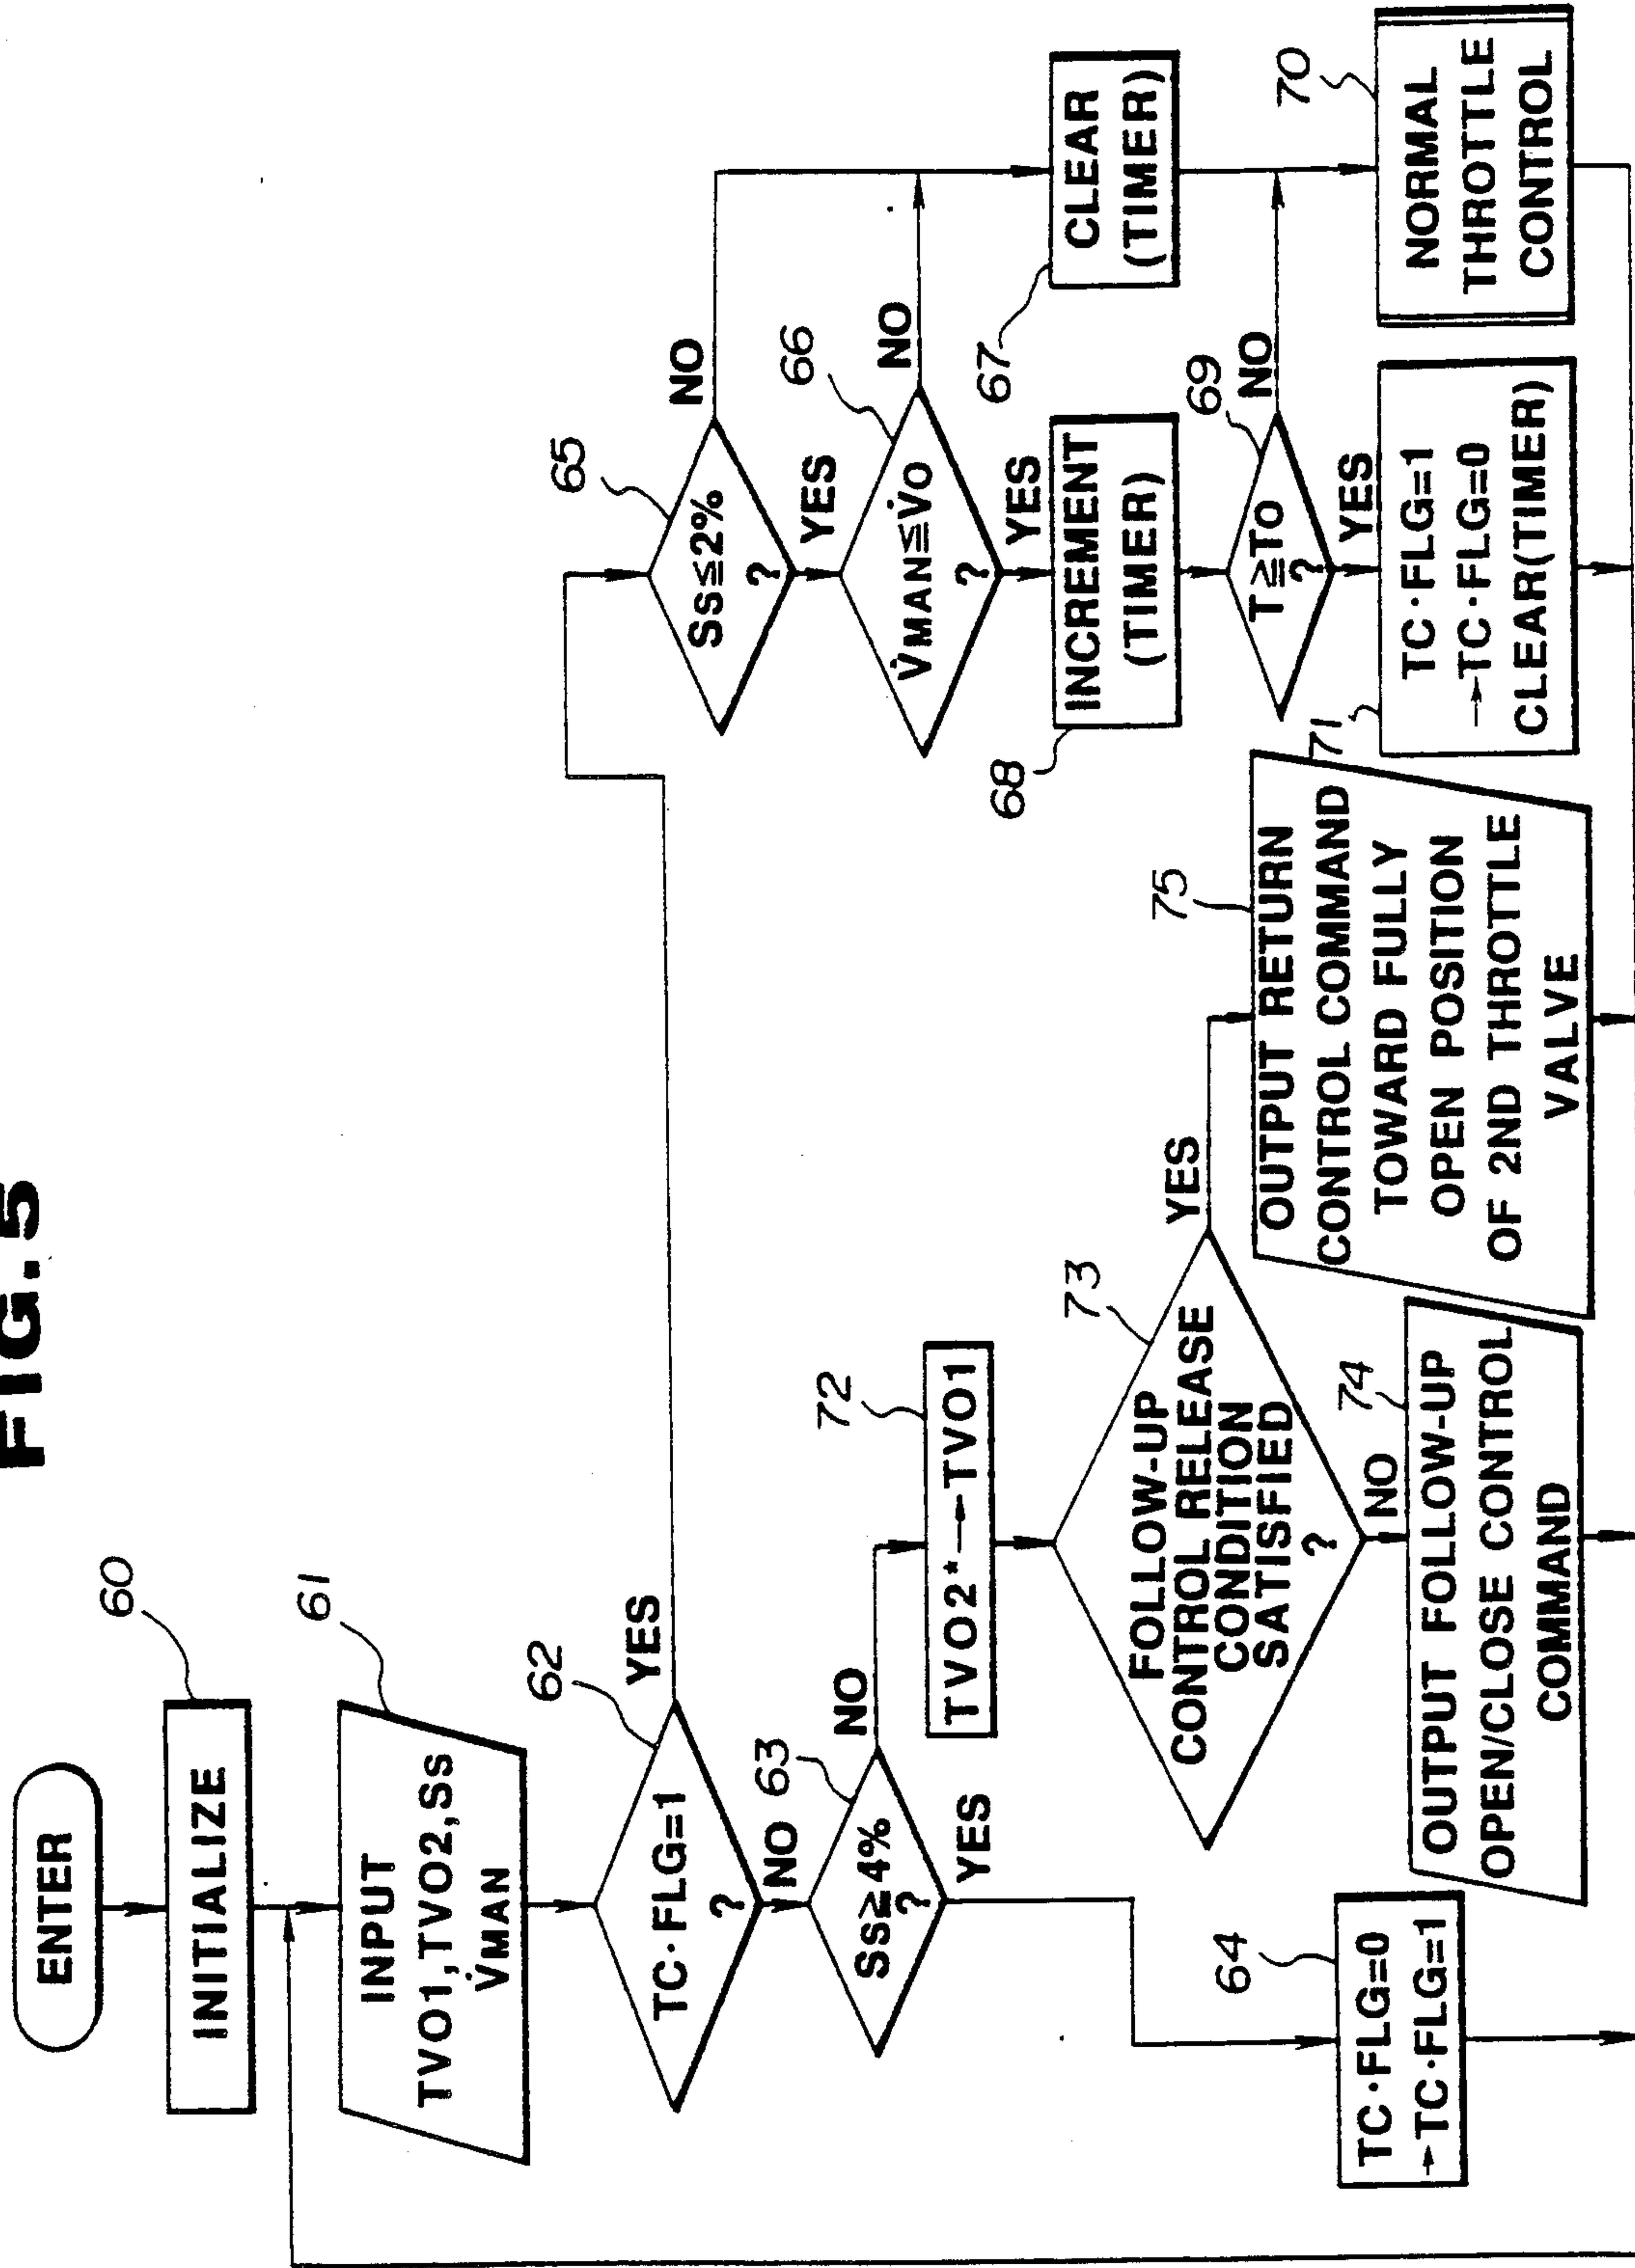 FIG.5
ENTER
60
INITIALIZE
61
INPUT
TVO1,TVO2,Ss
V̇MAN
62
TC·FLG=1
?
YES
NO
63
Ss≧4%
?
NO
YES
64
TC·FLG=0
→TC·FLG=1
72
TVO2*→TVO1
73
FOLLOW-UP
CONTROL RELEASE
CONDITION
SATISFIED
?
YES
NO
74
OUTPUT FOLLOW-UP
OPEN/CLOSE CONTROL
COMMAND
75
OUTPUT RETURN
CONTROL COMMAND
TOWARD FULLY
OPEN POSITION
OF 2ND THROTTLE
VALVE
65
Ss≦2%
?
NO
YES
66
V̇MAN≦V̇O
?
NO
YES
67
CLEAR
(TIMER)
68
INCREMENT
(TIMER)
69
T≧TO
?
NO
YES
70
NORMAL
THROTTLE
CONTROL
71
TC·FLG=1
→TC·FLG=0
CLEAR(TIMER)